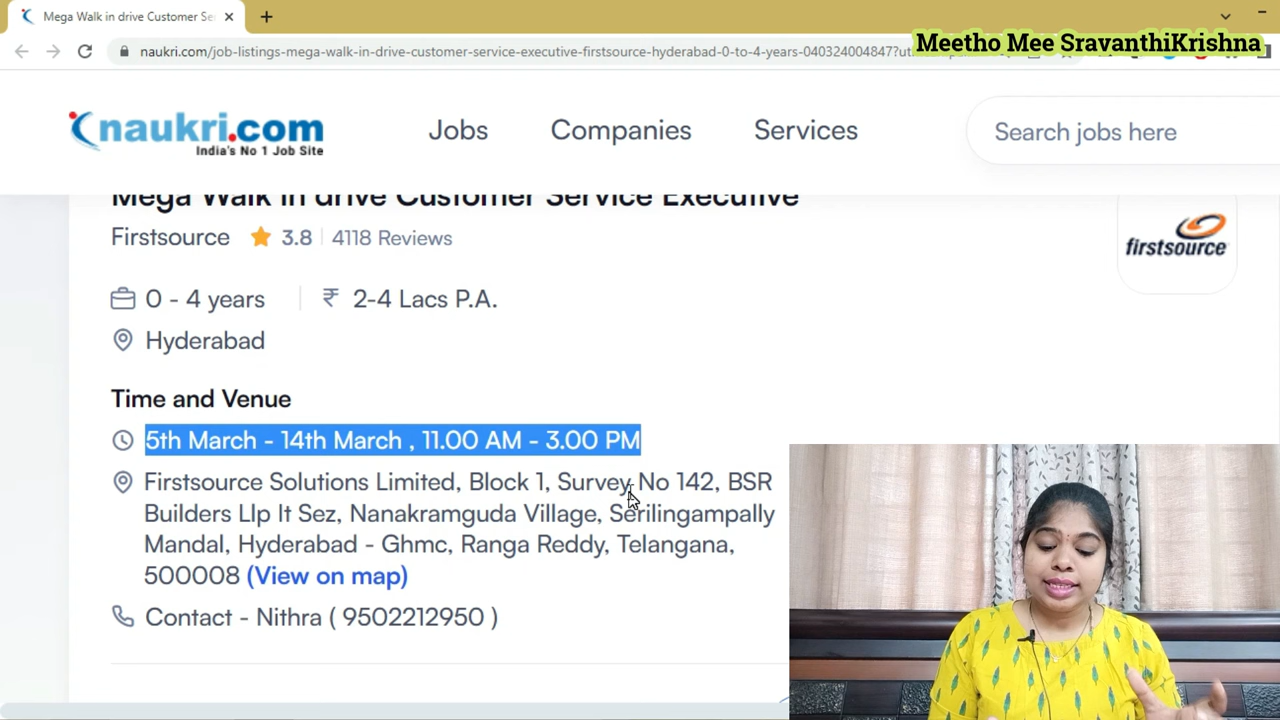 Mega Walk in drive Customer Se
Meetho Mee SravanthiKrishna
naukri.com/job-listings-mega-walk-in-drive-customer-service-executive-firstsource-hyderabad-0-to-4-years-040324004847?ut
naukri.com
India's No 1 Job Site
Jobs
Companies
Services
Search jobs here
Mega Walk in drive Customer Service Executive
Firstsource 3.8 4118 Reviews
firstsource
0 - 4 years ₹ 2-4 Lacs P.A.
Hyderabad
Time and Venue
5th March - 14th March , 11.00 AM - 3.00 PM
Firstsource Solutions Limited, Block 1, Survey No 142, BSR
Builders Llp It Sez, Nanakramguda Village, Serilingampally
Mandal, Hyderabad - Ghmc, Ranga Reddy, Telangana,
500008 (View on map)
Contact - Nithra ( 9502212950 )